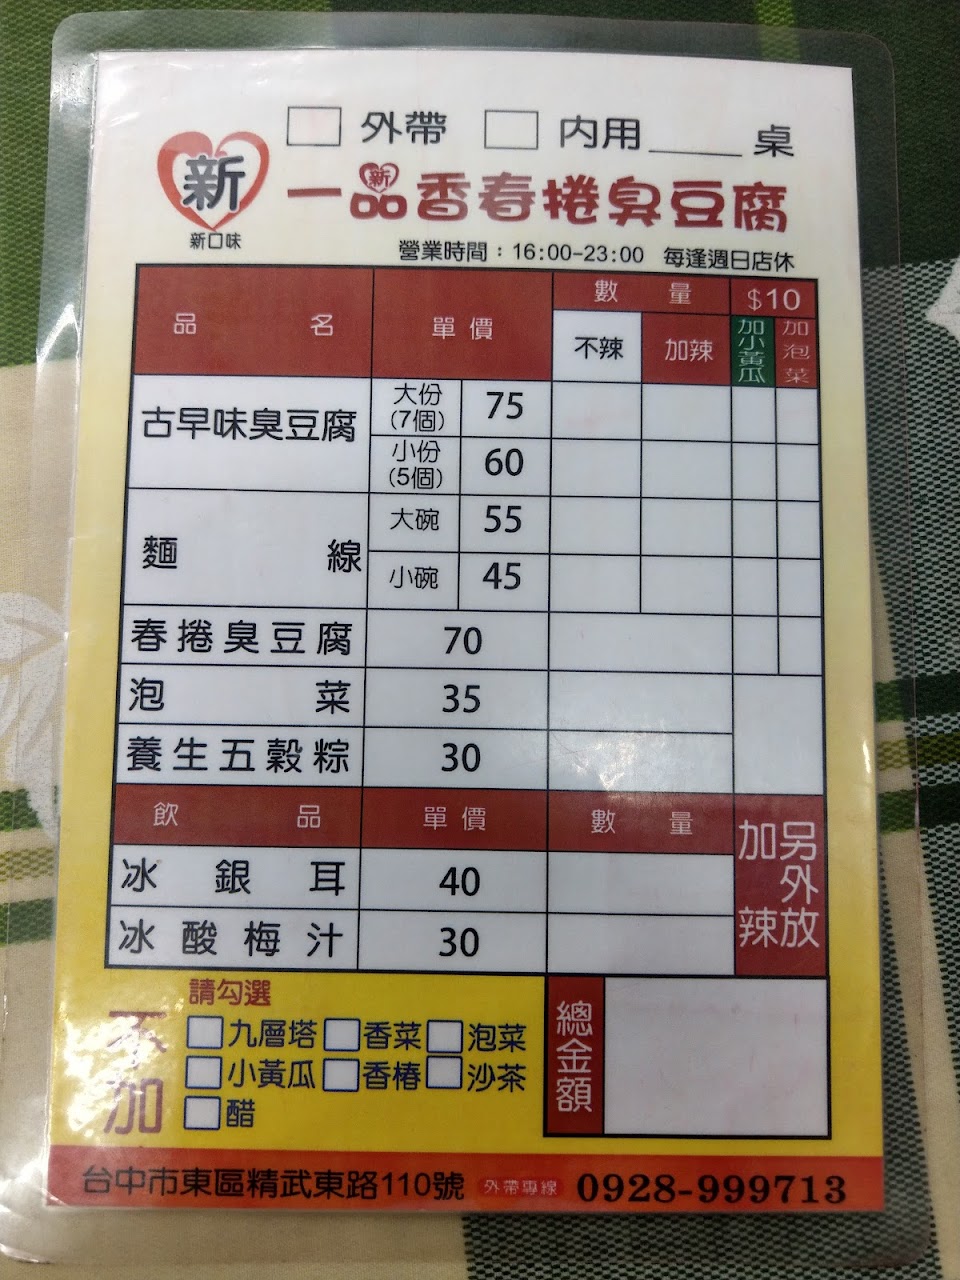 外帶 內用____桌
新
新口味
一品香春捲臭豆腐
新
營業時間：16:00-23:00 每逢週日店休
品名 單價 數量 $10
不辣 加辣 加小黃瓜 加泡菜
古早味臭豆腐 大份(7個) 75
小份(5個) 60
麵線 大碗 55
小碗 45
春捲臭豆腐 70
泡菜 35
養生五穀粽 30
飲品 單價 數量 另外放加辣
冰銀耳 40
冰酸梅汁 30
請勾選
不加
九層塔 香菜 泡菜
小黃瓜 香椿 沙茶
醋
總金額
台中市東區精武東路110號 外帶專線 0928-999713